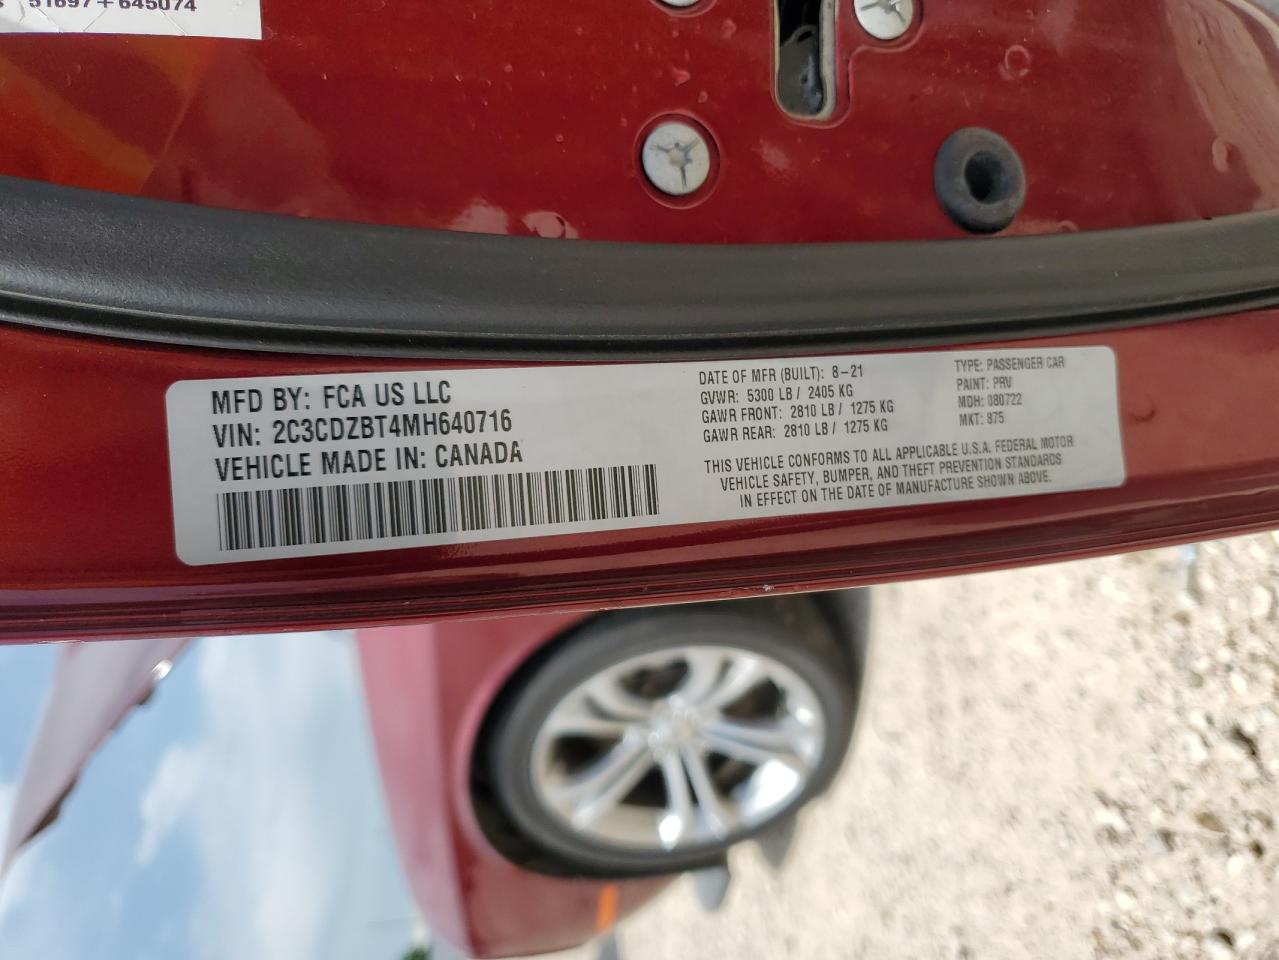 51697+645074
MFD BY: FCA US LLC
VIN: 2C3CDZBT4MH640716
VEHICLE MADE IN: CANADA
DATE OF MFR (BUILT): 8-21
GVWR: 5300 LB / 2405 KG
GAWR FRONT: 2810 LB / 1275 KG
GAWR REAR: 2810 LB / 1275 KG
TYPE: PASSENGER CAR
PAINT: PRV
MDH: 080722
MKT: 875
THIS VEHICLE CONFORMS TO ALL APPLICABLE U.S.A. FEDERAL MOTOR
VEHICLE SAFETY, BUMPER, AND THEFT PREVENTION STANDARDS
IN EFFECT ON THE DATE OF MANUFACTURE SHOWN ABOVE.